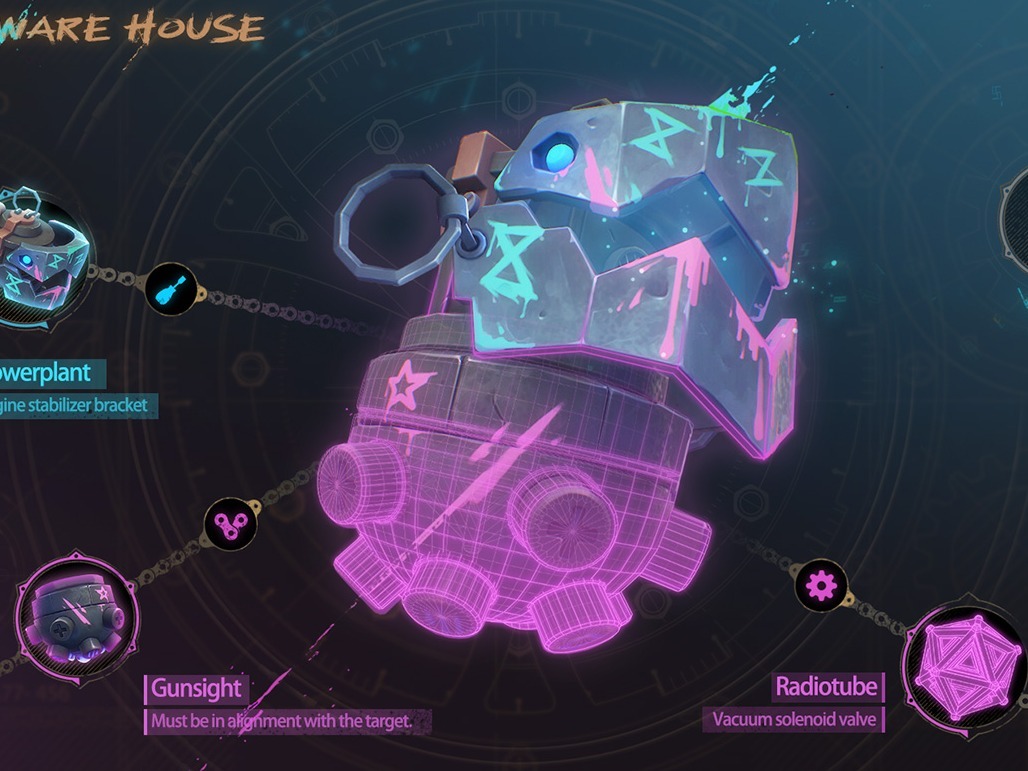 WARE HOUSE
owerplant
gine stabilizer bracket
Gunsight
Must be in alignment with the target.
Radiotube
Vacuum solenoid valve